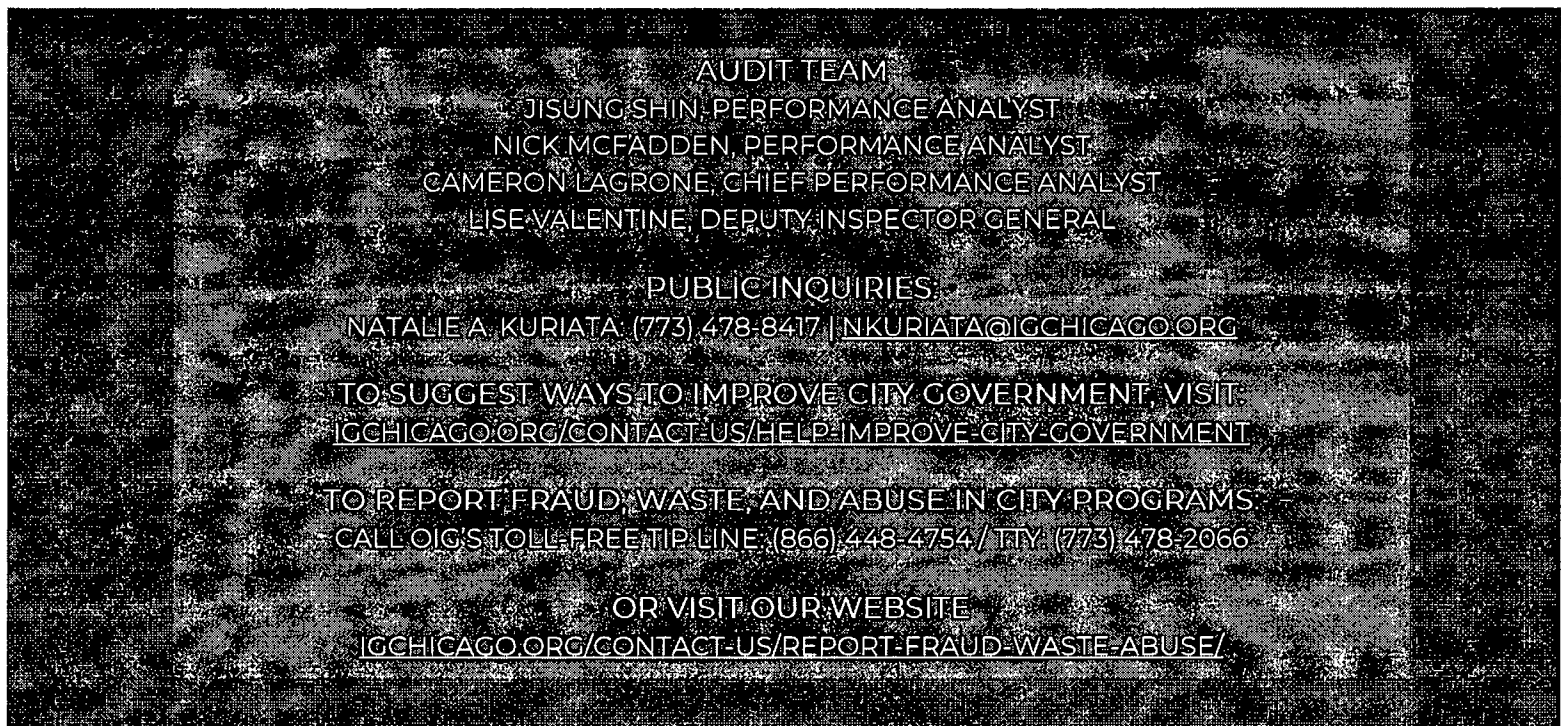 AUDIT TEAM
JISUNG SHIN, PERFORMANCE ANALYST
NICK MCFADDEN, PERFORMANCE ANALYST
CAMERON LAGRONE, CHIEF PERFORMANCE ANALYST
LISE VALENTINE, DEPUTY INSPECTOR GENERAL
PUBLIC INQUIRIES:
NATALIE A. KURIATA: (773) 478-8417 | NKURIATA@IGCHICAGO.ORG
TO SUGGEST WAYS TO IMPROVE CITY GOVERNMENT, VISIT:
IGCHICAGO.ORG/CONTACT-US/HELP-IMPROVE-CITY-GOVERNMENT
TO REPORT FRAUD, WASTE, AND ABUSE IN CITY PROGRAMS:
CALL OIG'S TOLL-FREE TIP LINE: (866) 448-4754 / TTY: (773) 478-2066
OR VISIT OUR WEBSITE
IGCHICAGO.ORG/CONTACT-US/REPORT-FRAUD-WASTE-ABUSE/